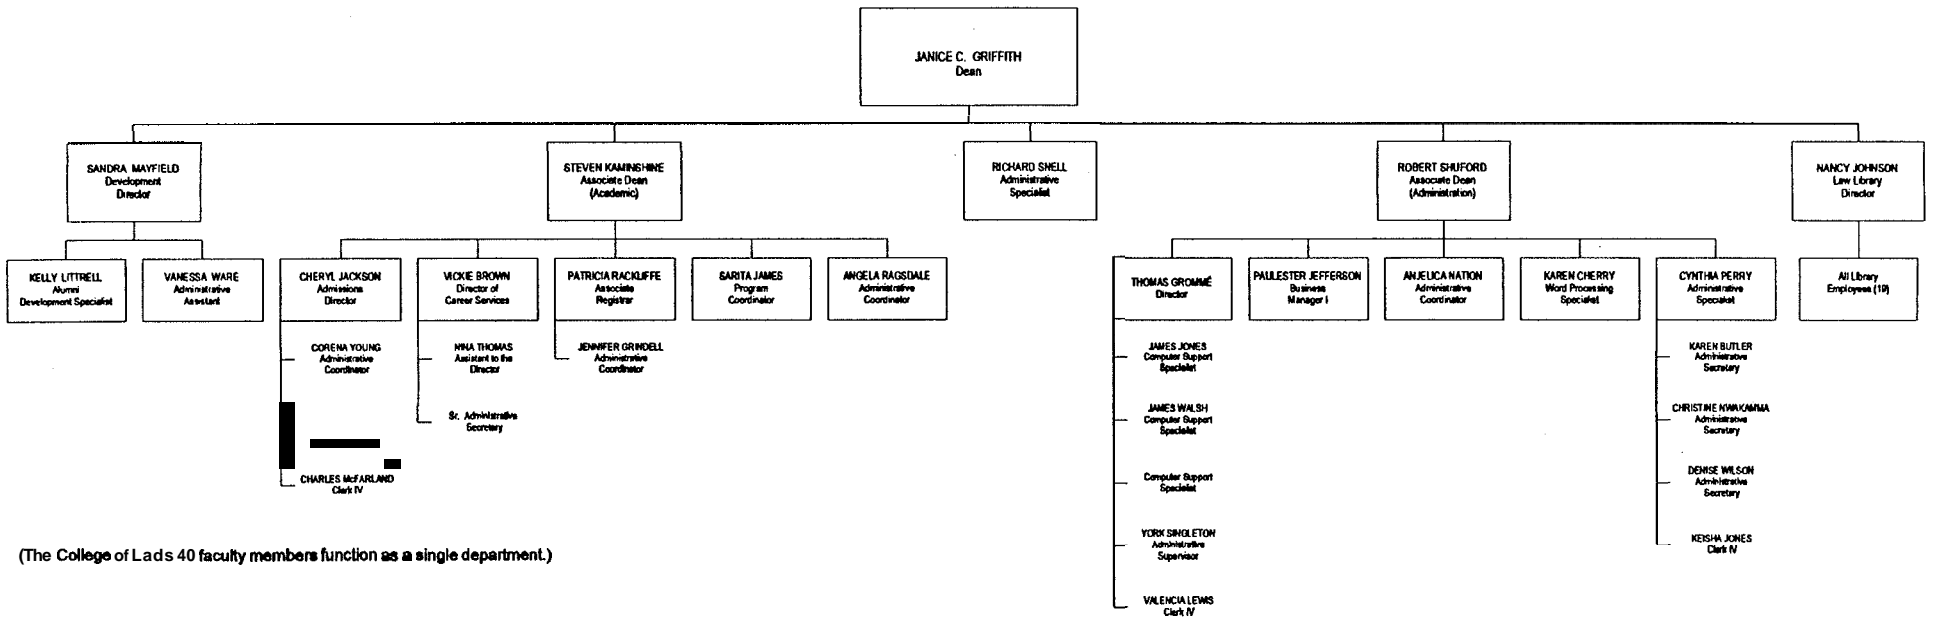 JANICE C. GRIFFITH
Dean
SANDRA MAYFIELD
Development
Director
STEVEN KAMINSHINE
Associate Dean
(Academic)
RICHARD SNELL
Administrative
Specialist
ROBERT SHUFORD
Associate Dean
(Administration)
NANCY JOHNSON
Law Library
Director
KELLY LITTRELL
Alumni
Development Specialist
VANESSA WARE
Administrative
Assistant
CHERYL JACKSON
Admissions
Director
VICKIE BROWN
Director of
Career Services
PATRICIA RACKLIFFE
Associate
Registrar
SARITA JAMES
Program
Coordinator
ANGELA RAGSDALE
Administrative
Coordinator
THOMAS GROMMÉ
Director
PAULESTER JEFFERSON
Business
Manager I
ANJELICA NATION
Administrative
Coordinator
KAREN CHERRY
Word Processing
Specialist
CYNTHIA PERRY
Administrative
Specialist
All Library
Employees (19)
CORENA YOUNG
Administrative
Coordinator
CHARLES McFARLAND
Clerk IV
NINA THOMAS
Assistant to the
Director
Sr. Administrative
Secretary
JENNIFER GRINDELL
Administrative
Coordinator
JAMES JONES
Computer Support
Specialist
JAMES WALSH
Computer Support
Specialist
Computer Support
Specialist
YORK SINGLETON
Administrative
Supervisor
VALENCIA LEWIS
Clerk IV
KAREN BUTLER
Administrative
Secretary
CHRISTINE NWAKAMMA
Administrative
Secretary
DENISE WILSON
Administrative
Secretary
KEISHA JONES
Clerk IV
(The College of Lads 40 faculty members function as a single department.)